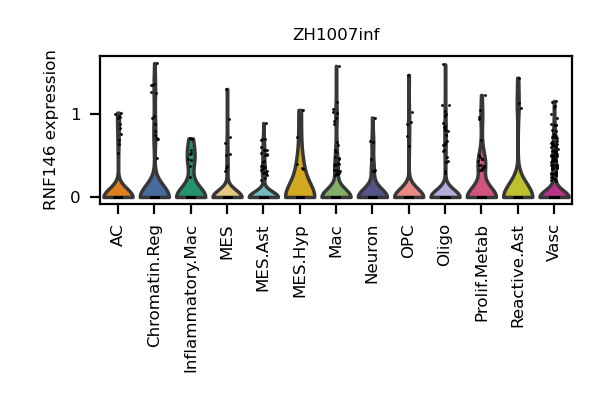 ZH1007inf
RNF146 expression
1
0
AC
Chromatin.Reg
Inflammatory.Mac
MES
MES.Ast
MES.Hyp
Mac
Neuron
OPC
Oligo
Prolif.Metab
Reactive.Ast
Vasc